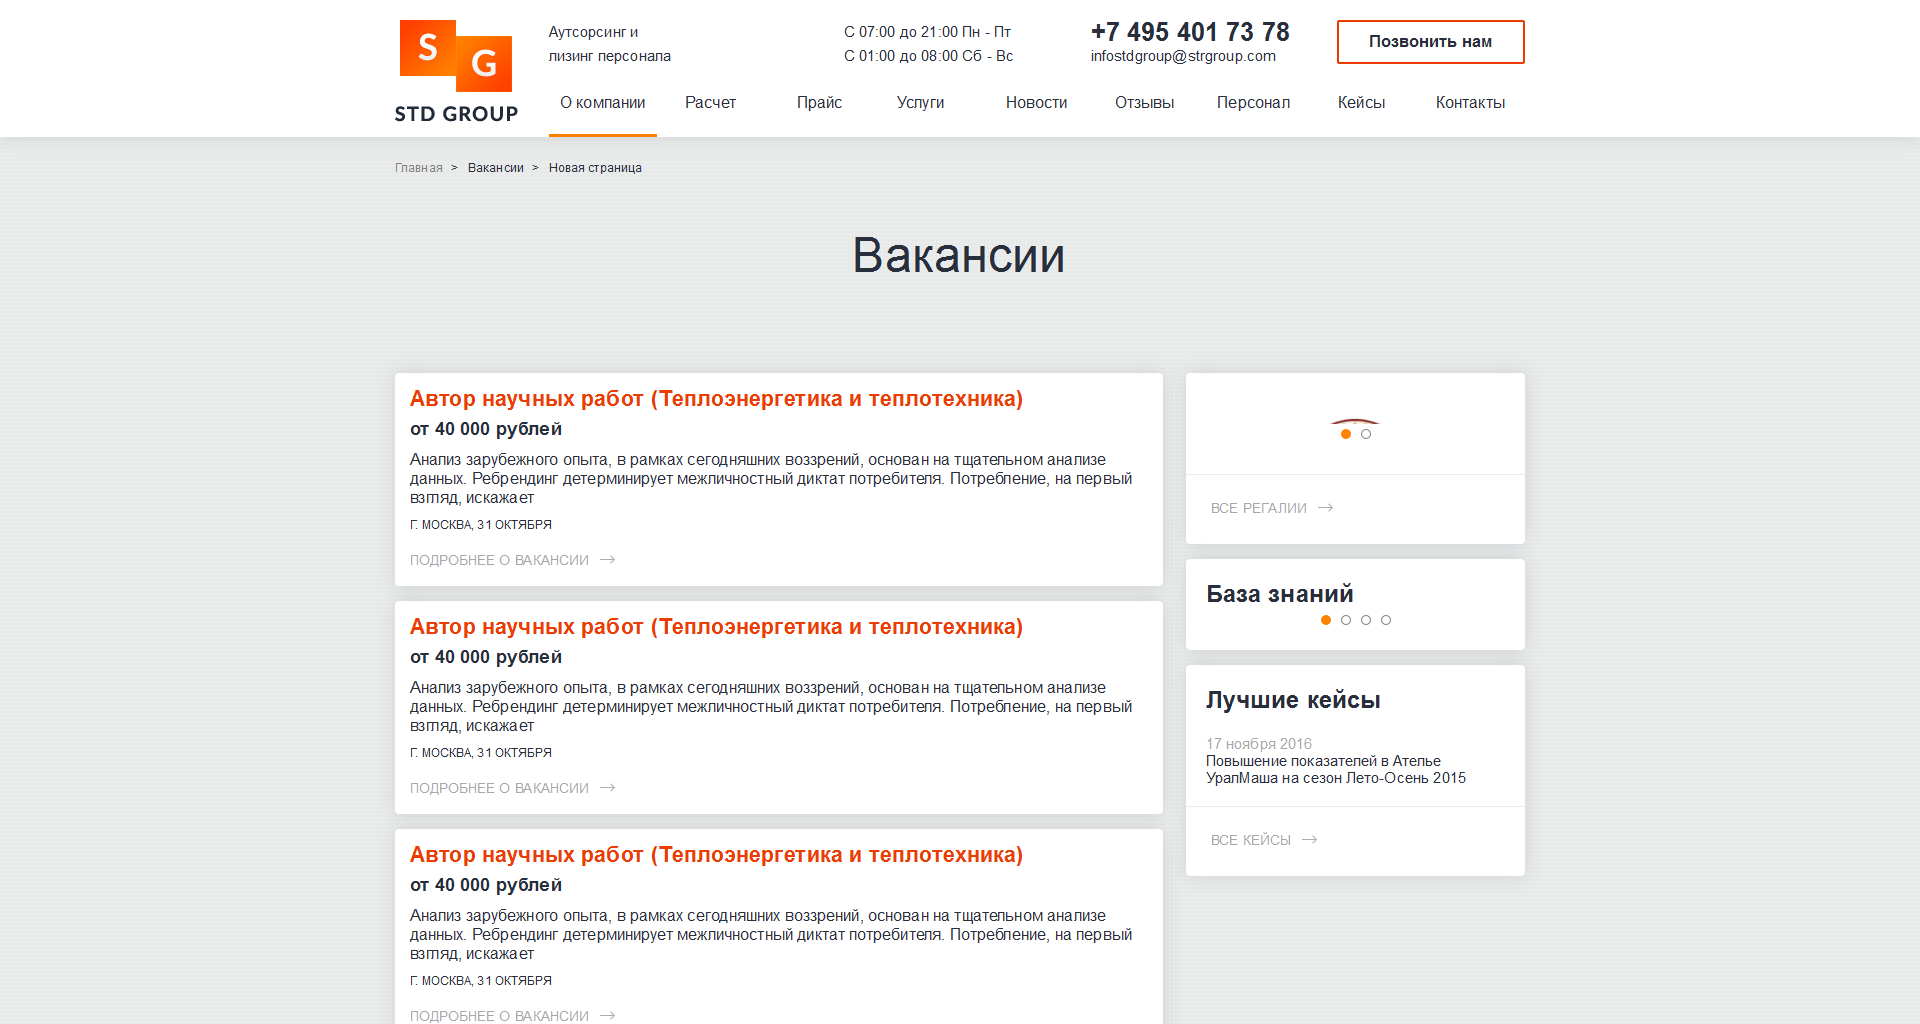 S G
STD GROUP
Аутсорсинг и
лизинг персонала
С 07:00 до 21:00 Пн - Пт
С 01:00 до 08:00 Сб - Вс
+7 495 401 73 78
infostdgroup@strgroup.com
Позвонить нам
О компании Расчет Прайс Услуги Новости Отзывы Персонал Кейсы Контакты
Главная > Вакансии > Новая страница
Вакансии
Автор научных работ (Теплоэнергетика и теплотехника)
от 40 000 рублей
Анализ зарубежного опыта, в рамках сегодняшних воззрений, основан на тщательном анализе
данных. Ребрендинг детерминирует межличностный диктат потребителя. Потребление, на первый
взгляд, искажает
Г. МОСКВА, 31 ОКТЯБРЯ
ПОДРОБНЕЕ О ВАКАНСИИ
Автор научных работ (Теплоэнергетика и теплотехника)
от 40 000 рублей
Анализ зарубежного опыта, в рамках сегодняшних воззрений, основан на тщательном анализе
данных. Ребрендинг детерминирует межличностный диктат потребителя. Потребление, на первый
взгляд, искажает
Г. МОСКВА, 31 ОКТЯБРЯ
ПОДРОБНЕЕ О ВАКАНСИИ
Автор научных работ (Теплоэнергетика и теплотехника)
от 40 000 рублей
Анализ зарубежного опыта, в рамках сегодняшних воззрений, основан на тщательном анализе
данных. Ребрендинг детерминирует межличностный диктат потребителя. Потребление, на первый
взгляд, искажает
Г. МОСКВА, 31 ОКТЯБРЯ
ПОДРОБНЕЕ О ВАКАНСИИ
ВСЕ РЕГАЛИИ
База знаний
Лучшие кейсы
17 ноября 2016
Повышение показателей в Ателье
УралМаша на сезон Лето-Осень 2015
ВСЕ КЕЙСЫ